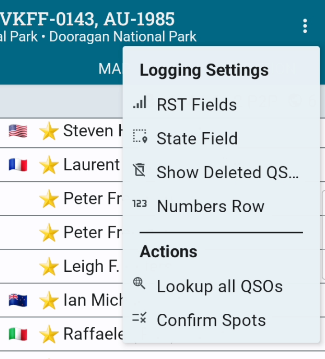 VKFF-0143, AU-1985
al Park • Dooragan National Park
MA
Logging Settings
RST Fields
State Field
Show Deleted QS...
123 Numbers Row
Actions
Lookup all QSOs
Confirm Spots
Steven H
Laurent
Peter Fr
Peter Fr
Leigh F.
Ian Mich
Raffaele